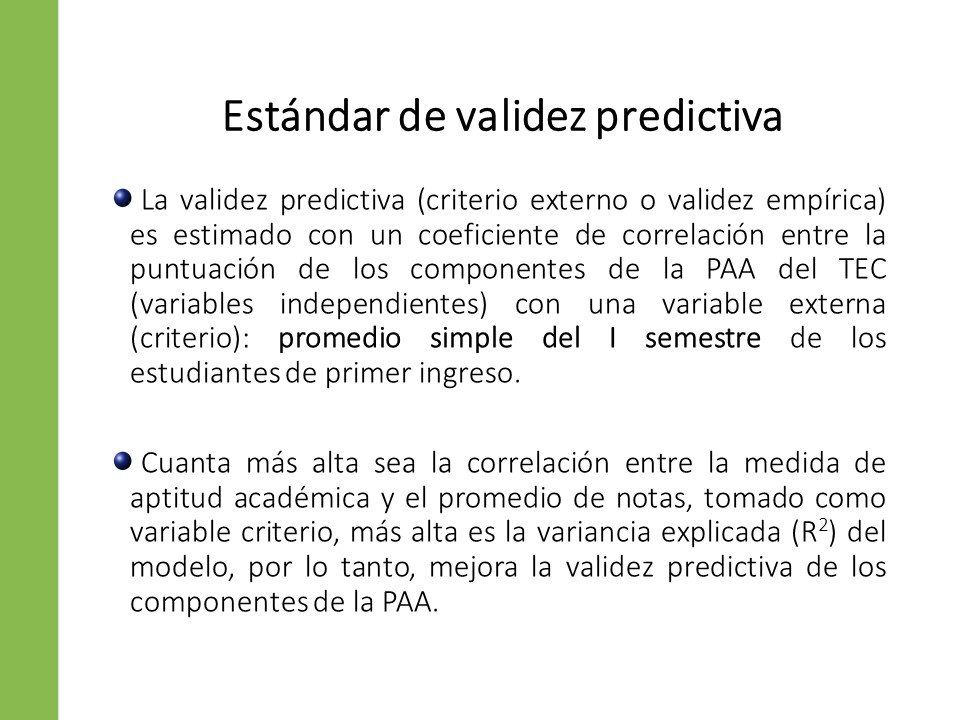 Estándar de validez predictiva
La validez predictiva (criterio externo o validez empírica)
es estimado con un coeficiente de correlación entre la
puntuación de los componentes de la PAA del TEC
(variables independientes) con una variable externa
(criterio): promedio simple del I semestre de los
estudiantes de primer ingreso.
Cuanta más alta sea la correlación entre la medida de
aptitud académica y el promedio de notas, tomado como
variable criterio, más alta es la variancia explicada (R²) del
modelo, por lo tanto, mejora la validez predictiva de los
componentes de la PAA.